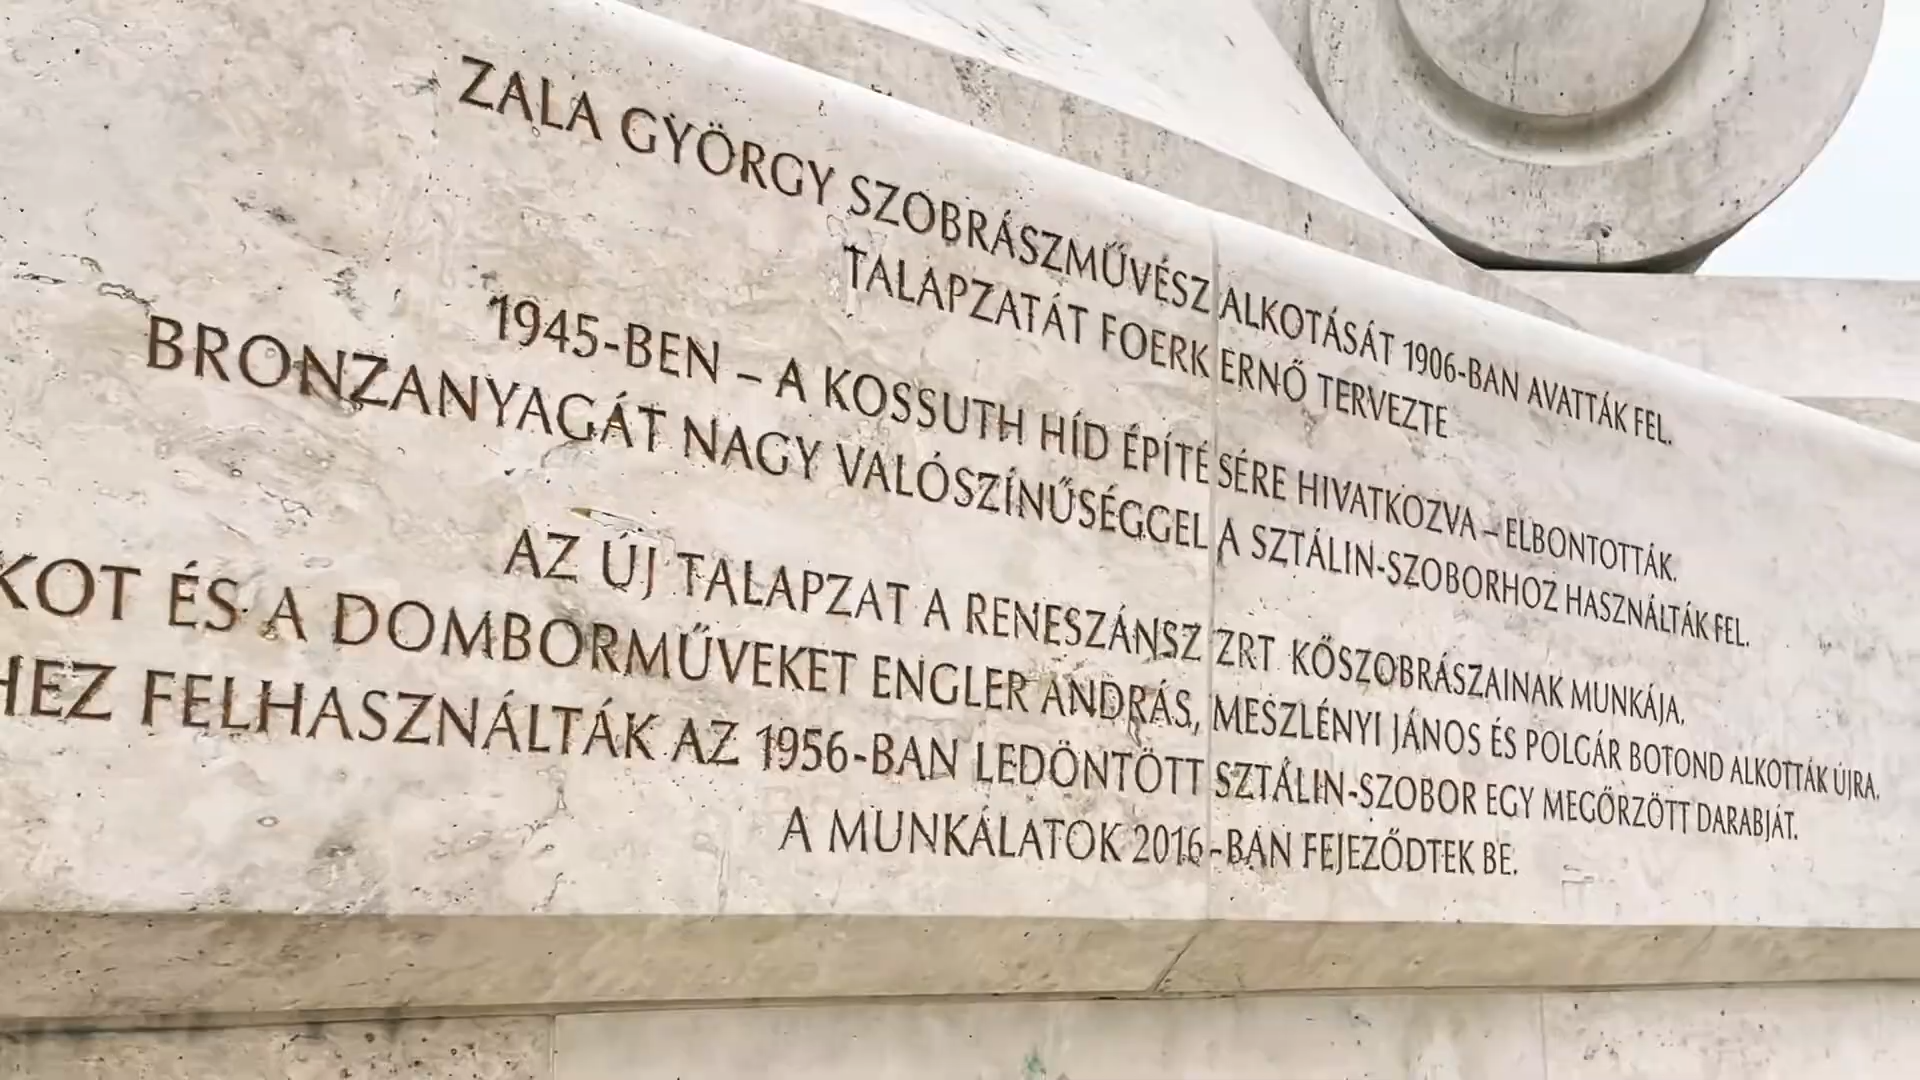 ZALA GYÖRGY SZOBRÁSZMŰVÉSZ ALKOTÁSÁT 1906-BAN AVATTÁK FEL.
TALAPZATÁT FOERK ERNŐ TERVEZTE
1945-BEN – A KOSSUTH HÍD ÉPÍTÉSÉRE HIVATKOZVA – ELBONTOTTÁK.
BRONZANYAGÁT NAGY VALÓSZÍNŰSÉGGEL A SZTÁLIN-SZOBORHOZ HASZNÁLTÁK FEL.
AZ ÚJ TALAPZAT A RENESZÁNSZ ZRT KŐSZOBRÁSZAINAK MUNKÁJA.
KOT ÉS A DOMBORMŰVEKET ENGLER ANDRÁS, MESZLÉNYI JÁNOS ÉS POLGÁR BOTOND ALKOTTÁK ÚJRA.
HEZ FELHASZNÁLTÁK AZ 1956-BAN LEDÖNTÖTT SZTÁLIN-SZOBOR EGY MEGŐRZÖTT DARABJÁT.
A MUNKÁLATOK 2016-BAN FEJEZŐDTEK BE.